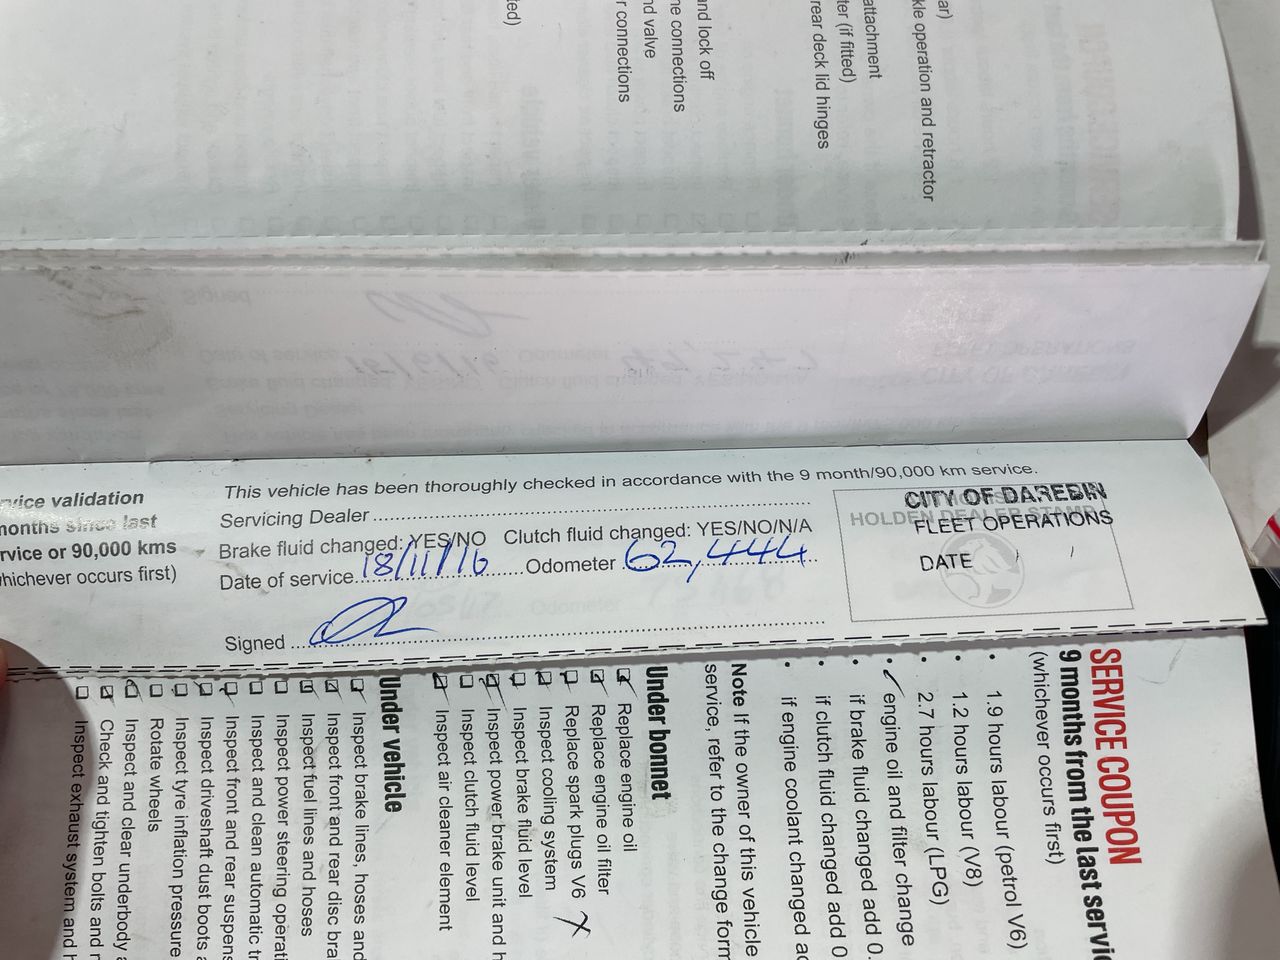 ar)
kle operation and retractor
attachment
ter (if fitted)
rear deck lid hinges
and lock off
ne connections
nd valve
r connections
ted)
rvice validation
months since last
rvice or 90,000 kms
whichever occurs first)
This vehicle has been thoroughly checked in accordance with the 9 month/90,000 km service.
Servicing Dealer
Brake fluid changed: YES/NO Clutch fluid changed: YES/NO/N/A
Date of service 18/11/16 Odometer 62,444
Signed
HOLDEN DEALER STAMP
CITY OF DAREBIN
FLEET OPERATIONS
DATE
SERVICE COUPON
9 months from the last servic
(whichever occurs first)
• 1.9 hours labour (petrol V6)
• 1.2 hours labour (V8)
• 2.7 hours labour (LPG)
• engine oil and filter change
• if brake fluid changed add 0.
• if clutch fluid changed add 0
• if engine coolant changed ad
Note If the owner of this vehicle
service, refer to the change form
Under bonnet
Replace engine oil
Replace engine oil filter
Replace spark plugs V6 X
Inspect cooling system
Inspect brake fluid level
Inspect power brake unit and h
Inspect clutch fluid level
Inspect air cleaner element
Under vehicle
Inspect brake lines, hoses and
Inspect front and rear disc bra
Inspect fuel lines and hoses
Inspect power steering operati
Inspect and clean automatic tr
Inspect front and rear suspens
Inspect driveshaft dust boots a
Inspect tyre inflation pressure
Rotate wheels
Inspect and clear underbody
Check and tighten bolts and n
Inspect exhaust system and h